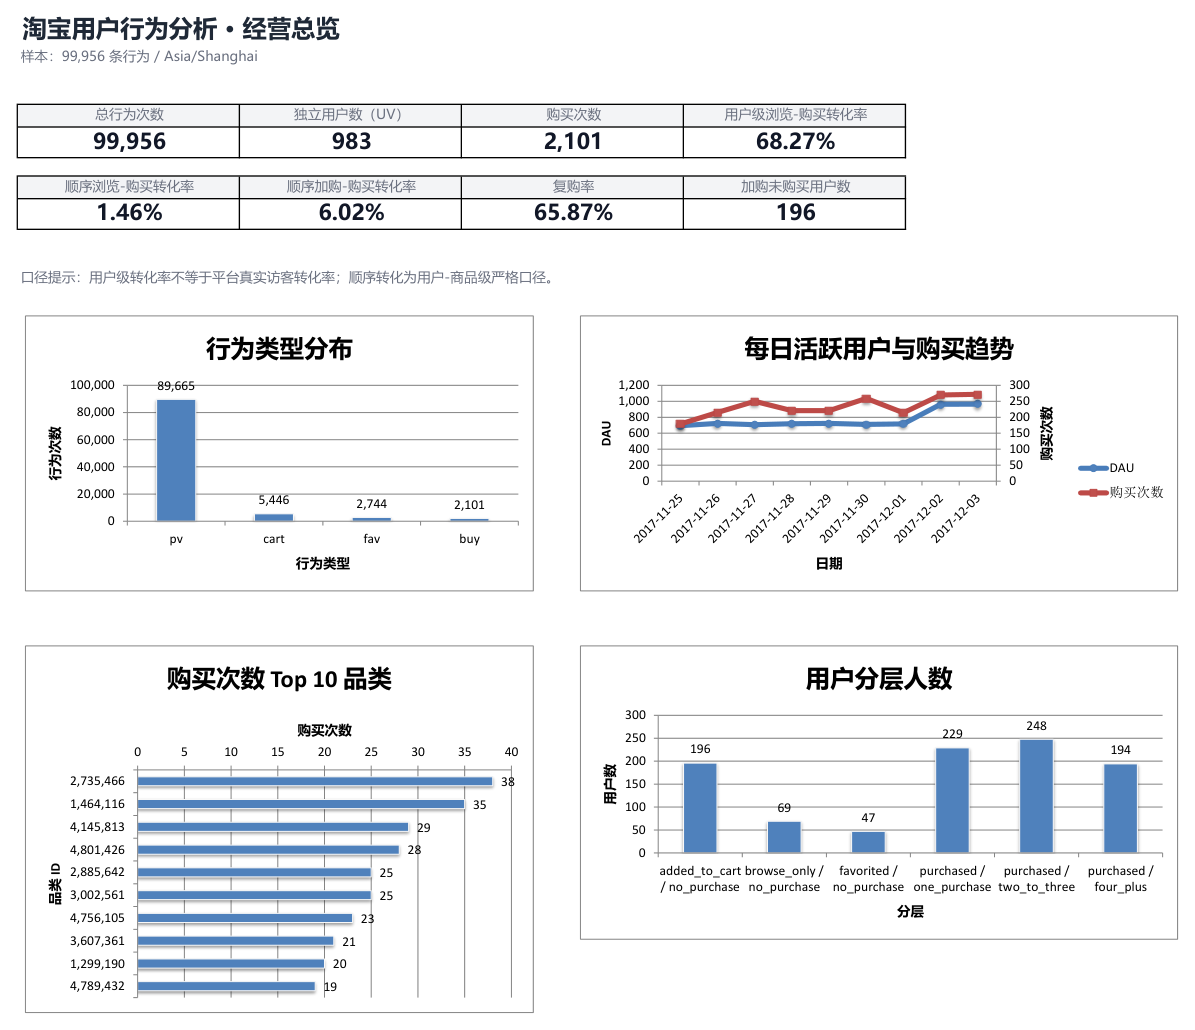 淘宝用户行为分析 • 经营总览
样本：99,956 条行为 / Asia/Shanghai
总行为次数 独立用户数（UV） 购买次数 用户级浏览-购买转化率
99,956 983 2,101 68.27%
顺序浏览-购买转化率 顺序加购-购买转化率 复购率 加购未购买用户数
1.46% 6.02% 65.87% 196
口径提示：用户级转化率不等于平台真实访客转化率；顺序转化为用户-商品级严格口径。
行为类型分布
行为次数
100,000
80,000
60,000
40,000
20,000
0
89,665
5,446
2,744
2,101
pv cart fav buy
行为类型
每日活跃用户与购买趋势
DAU
1,200
1,000
800
600
400
200
0
300
250
200
150
100
50
0
购买次数
DAU
购买次数
2017-11-25
2017-11-26
2017-11-27
2017-11-28
2017-11-29
2017-11-30
2017-12-01
2017-12-02
2017-12-03
日期
购买次数 Top 10 品类
购买次数
0 5 10 15 20 25 30 35 40
品类 ID
2,735,466 38
1,464,116 35
4,145,813 29
4,801,426 28
2,885,642 25
3,002,561 25
4,756,105 23
3,607,361 21
1,299,190 20
4,789,432 19
用户分层人数
用户数
300
250
200
150
100
50
0
196
69
47
229
248
194
added_to_cart / no_purchase
browse_only / no_purchase
favorited / no_purchase
purchased / one_purchase
purchased / two_to_three
purchased / four_plus
分层